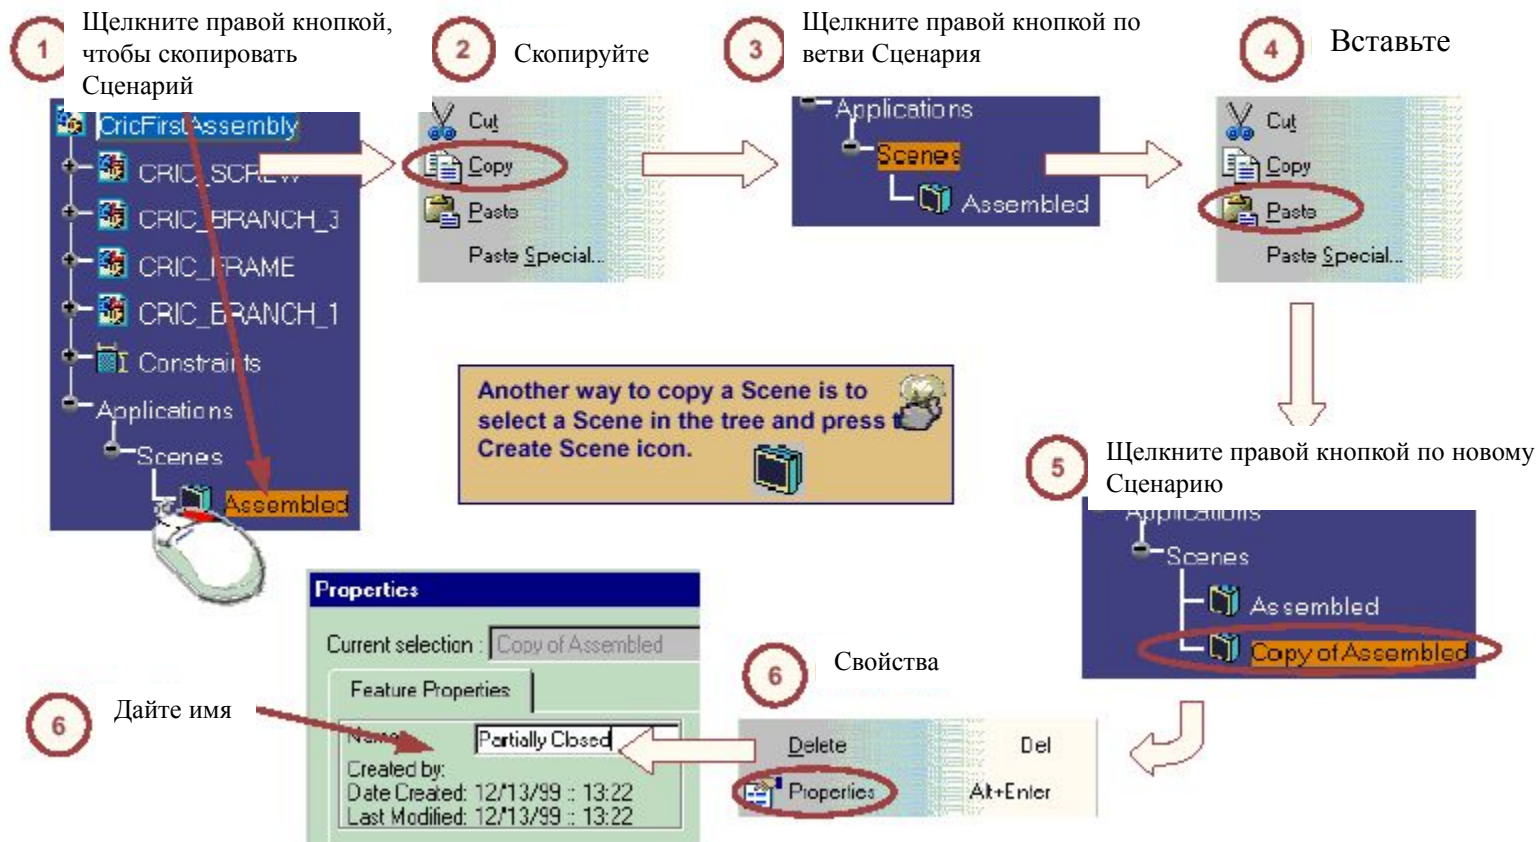 1
Щелкните правой кнопкой,
чтобы скопировать
Сценарий
CricFirstAssembly
CRIC_SCREW
CRIC_BRANCH_3
CRIC_FRAME
CRIC_BRANCH_1
Constraints
Applications
Scenes
Assembled
2
Скопируйте
Cut
Copy
Paste
Paste Special...
3
Щелкните правой кнопкой по
ветви Сценария
Applications
Scenes
Assembled
4
Вставьте
Cut
Copy
Paste
Paste Special...
Another way to copy a Scene is to
select a Scene in the tree and press
Create Scene icon.
5
Щелкните правой кнопкой по новому
Сценарию
Applications
Scenes
Assembled
Copy of Assembled
6
Свойства
Delete Del
Properties Alt+Enter
6
Дайте имя
Properties
Current selection : Copy of Assembled
Feature Properties
Name Partially Closed
Created by:
Date Created: 12/13/99 :: 13:22
Last Modified: 12/13/99 :: 13:22